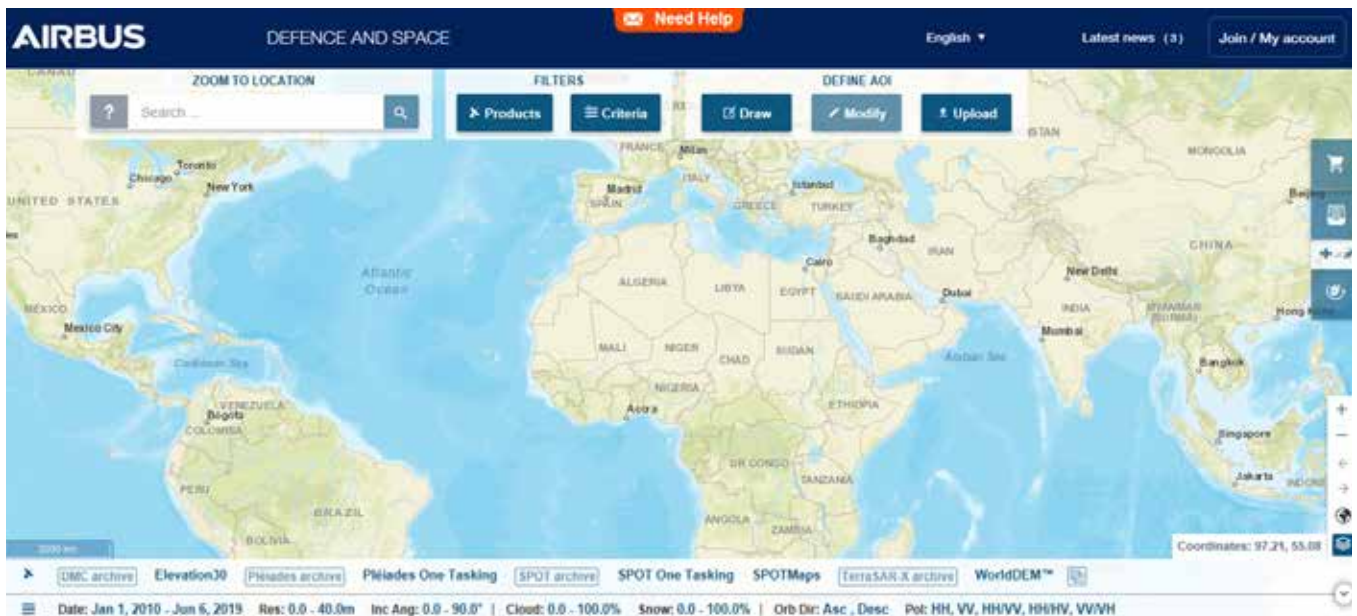 Need Help
AIRBUS DEFENCE AND SPACE English Latest news (3) Join / My account
ZOOM TO LOCATION FILTERS DEFINE AOI
? Search ... Products Criteria Draw Modify Upload
MONGOLIA
FRANCE Milan
Toronto
Chicago New York
ITALY
Madrid Istanbul
UNITED STATES SPAIN GREECE TURKEY Beijing
Baghdad IRAN CHINA
Cairo
Atlantic Ocean
ALGERIA LIBYA EGYPT SAUDI ARABIA Dubai New Delhi
MEXICO INDIA MYANMAR (BURMA) Hong
Mexico City Mumbai
MALI NIGER CHAD SUDAN
Caribbean Sea Arabian Sea Bangkok
NIGERIA
VENEZUELA Accra ETHIOPIA
Bogota
COLOMBIA Singapore
DR CONGO
PERU TANZANIA Jakarta
BRAZIL
ANGOLA ZAMBIA
BOLIVIA
Coordinates: 97.21, 55.08
DMC archive Elevation30 Pléiades archive Pléiades One Tasking SPOT archive SPOT One Tasking SPOTMaps TerraSAR-X archive WorldDEM™
Date: Jan 1, 2010 - Jun 6, 2019 Res: 0.0 - 40.0m Inc Ang: 0.0 - 90.0° | Cloud: 0.0 - 100.0% Snow: 0.0 - 100.0% | Orb Dir: Asc , Desc Pol: HH, VV, HH/VV, HH/HV, VV/VH